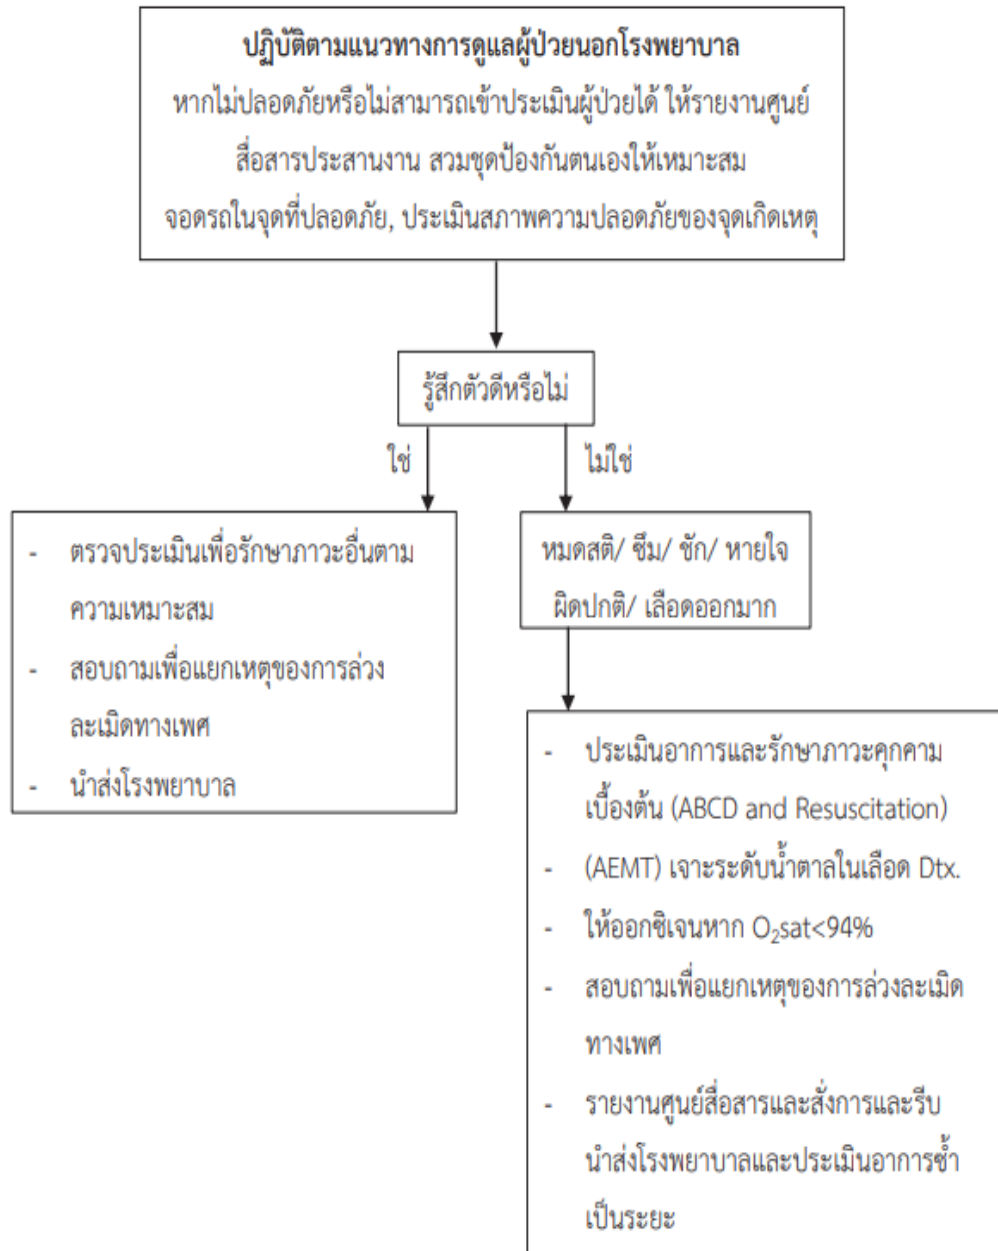 ปฏิบัติตามแนวทางการดูแลผู้ป่วยนอกโรงพยาบาล
หากไม่ปลอดภัยหรือไม่สามารถเข้าประเมินผู้ป่วยได้ ให้รายงานศูนย์
สื่อสารประสานงาน สวมชุดป้องกันตนเองให้เหมาะสม
จอดรถในจุดที่ปลอดภัย, ประเมินสภาพความปลอดภัยของจุดเกิดเหตุ
รู้สึกตัวดีหรือไม่
ใช่
ไม่ใช่
- ตรวจประเมินเพื่อรักษาภาวะอื่นตาม
ความเหมาะสม
- สอบถามเพื่อแยกเหตุของการล่วง
ละเมิดทางเพศ
- นำส่งโรงพยาบาล
หมดสติ/ ซึม/ ชัก/ หายใจ
ผิดปกติ/ เลือดออกมาก
- ประเมินอาการและรักษาภาวะคุกคาม
เบื้องต้น (ABCD and Resuscitation)
- (AEMT) เจาะระดับน้ำตาลในเลือด Dtx.
- ให้ออกซิเจนหาก O₂sat<94%
- สอบถามเพื่อแยกเหตุของการล่วงละเมิด
ทางเพศ
- รายงานศูนย์สื่อสารและสั่งการและรีบ
นำส่งโรงพยาบาลและประเมินอาการซ้ำ
เป็นระยะ